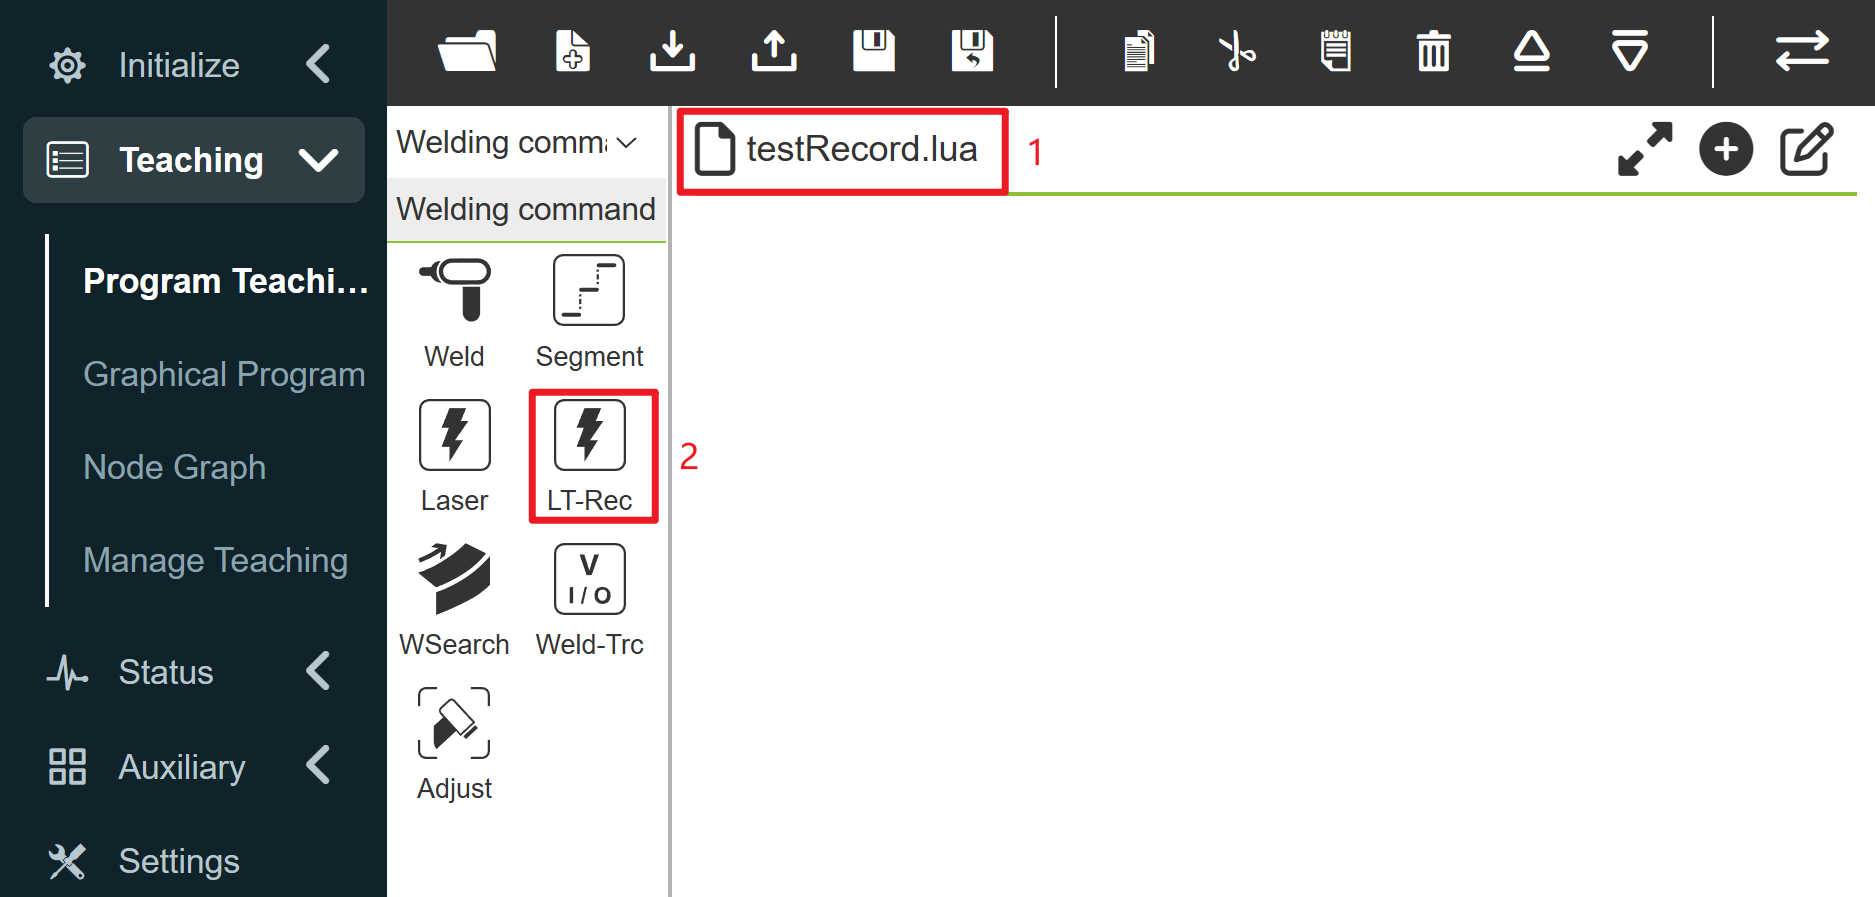 Initialize
Teaching
Program Teachi...
Graphical Program
Node Graph
Manage Teaching
Status
Auxiliary
Settings
Welding comm
Welding command
Weld
Segment
Laser
LT-Rec
2
WSearch
V
I / O
Weld-Trc
Adjust
testRecord.lua
1